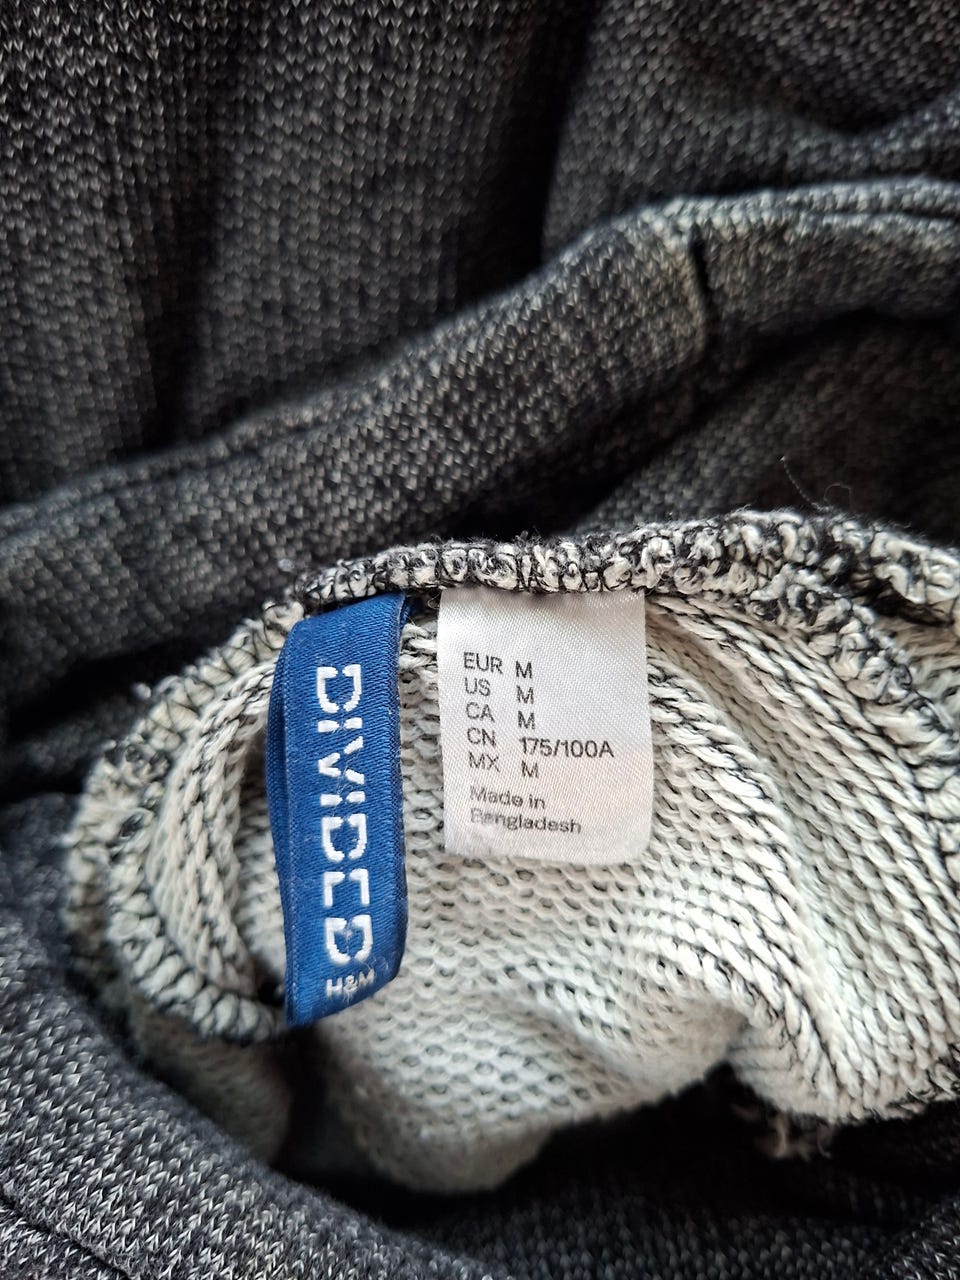 DIVIDED
H&M
EUR M
US M
CA M
CN 175/100A
MX M
Made in
Bangladesh